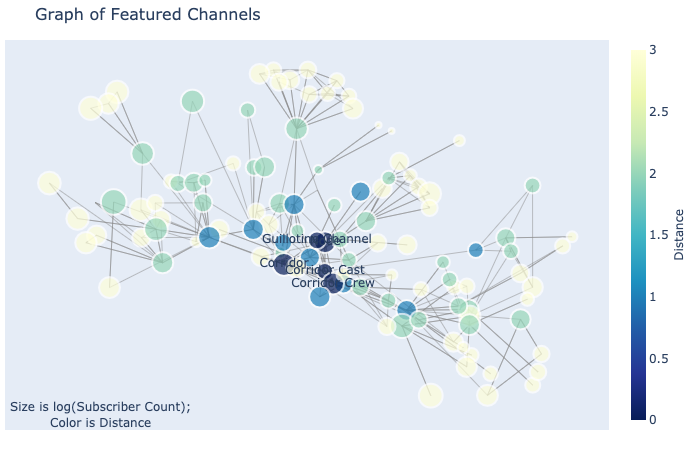 Graph of Featured Channels
3
2.5
2
1.5
1
0.5
0
Distance
Channel
Corridor
Corridor Cast
Corridor Crew
Size is log(Subscriber Count);
Color is Distance